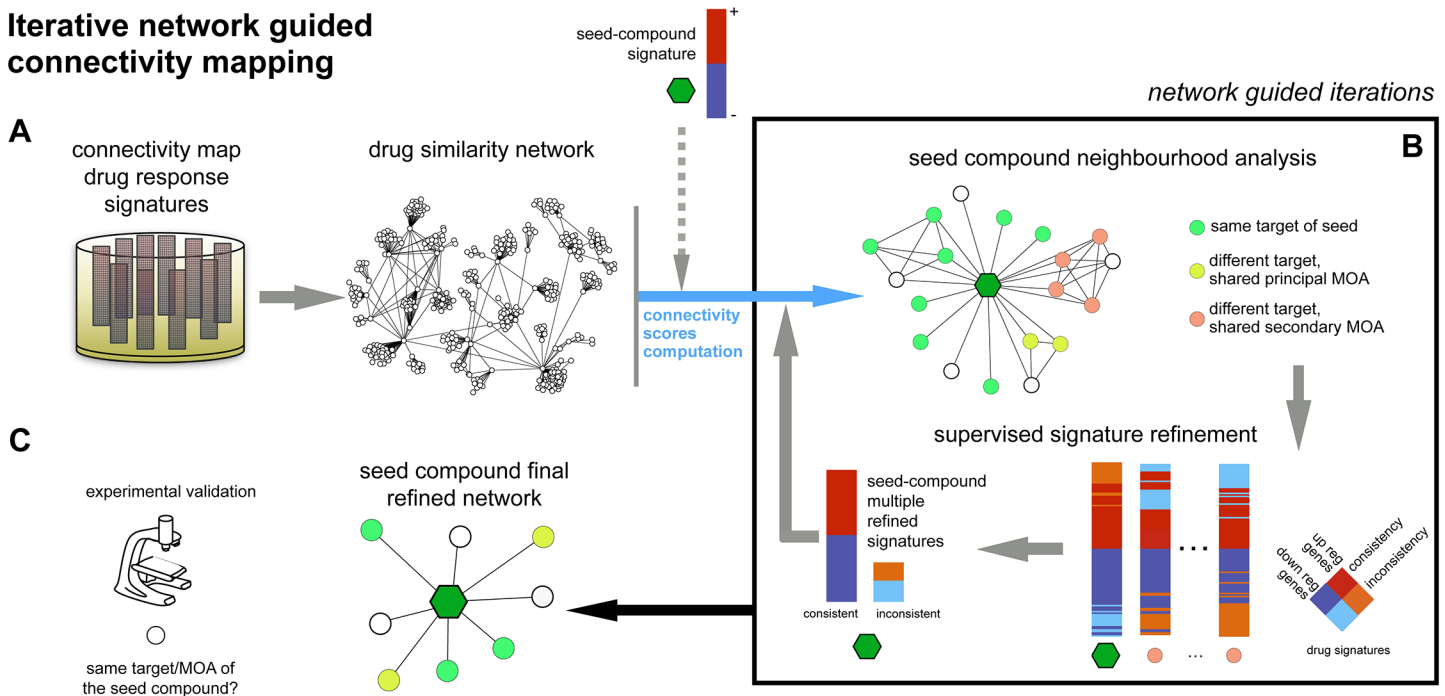 Iterative network guided
connectivity mapping
seed-compound
signature
+
-
network guided iterations
A
connectivity map
drug response
signatures
drug similarity network
connectivity
scores
computation
B
seed compound neighbourhood analysis
same target of seed
different target,
shared principal MOA
different target,
shared secondary MOA
supervised signature refinement
seed-compound
multiple
refined
signatures
consistent
inconsistent
...
...
down reg
genes
up reg
genes
consistency
inconsistency
drug signatures
C
experimental validation
same target/MOA of
the seed compound?
seed compound final
refined network